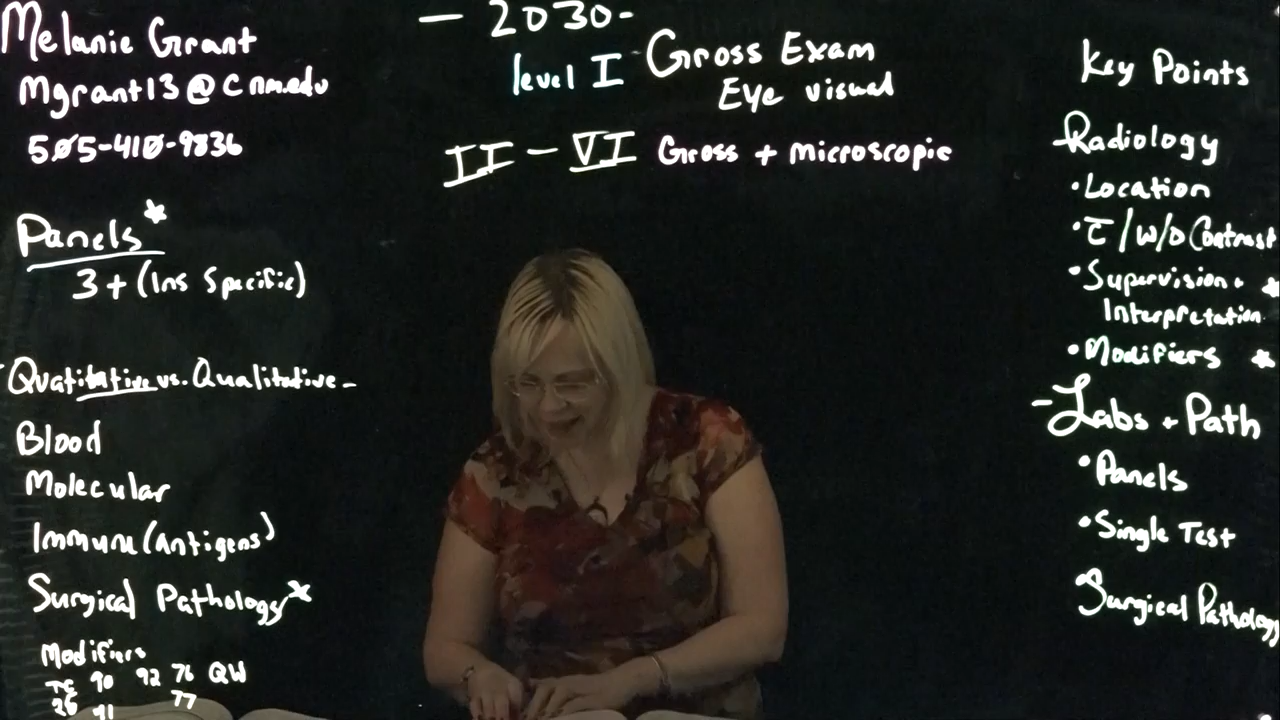 Melanie Grant
Mgrant13@cnm.edu
505-410-9836
Panels*
3+ (Ins Specific)
Quatitative vs. Qualitative -
Blood
Molecular
Immune (antigens)
Surgical Pathology*
Modifiers
TC 90 92 76 QW
26 91 77
- 2030-
level I - Gross Exam
Eye visual
II - VI Gross + microscopic
Key Points
Radiology
• Location
• c̄ / w/o Contrast
• Supervision + *
Interpretation
• Modifiers *
- Labs + Path
• Panels
• Single Test
• Surgical Pathology